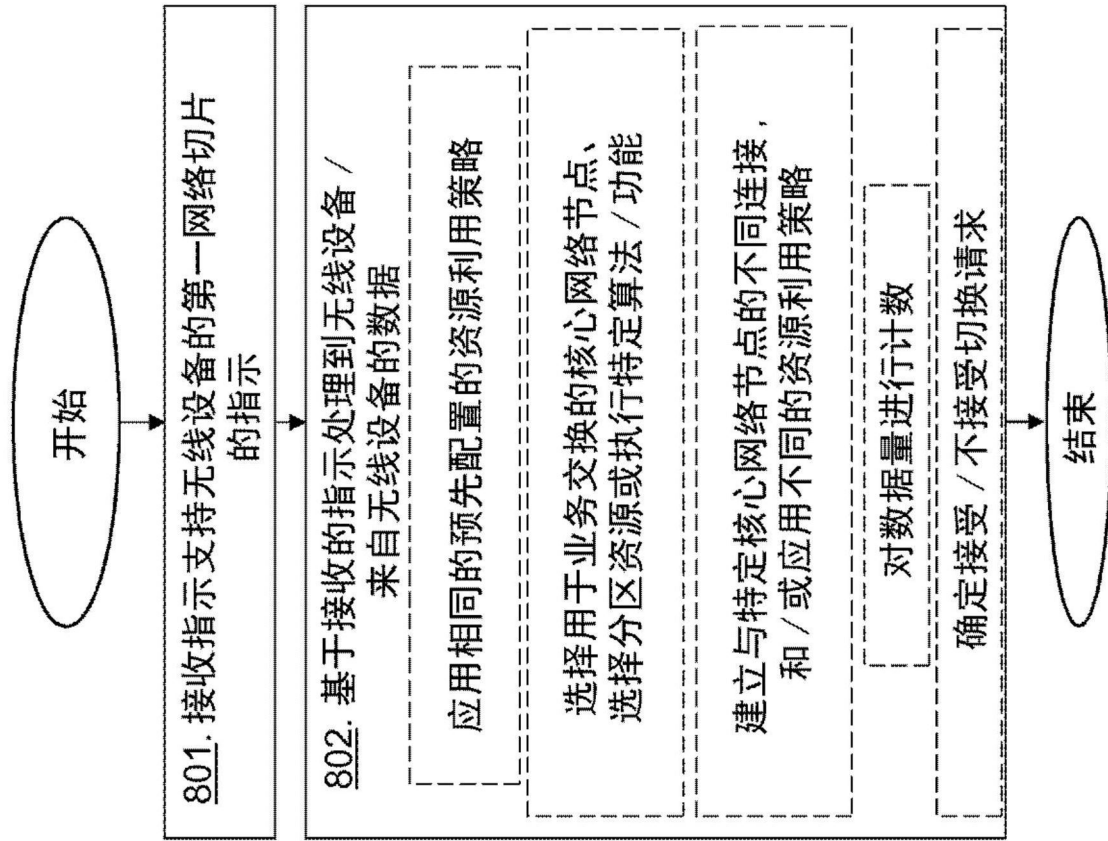 开始
801. 接收指示支持无线设备的第一网络切片
的指示
802. 基于接收的指示处理到无线设备 /
来自无线设备的数据
应用相同的预先配置的资源利用策略
选择用于业务交换的核心网络节点、
选择分区资源或执行特定算法 / 功能
建立与特定核心网络节点的不同连接,
和 / 或应用不同的资源利用策略
对数据量进行计数
确定接受 / 不接受切换请求
结束